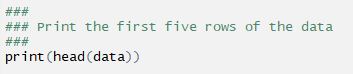 ###
### Print the first five rows of the data
###
print(head(data))